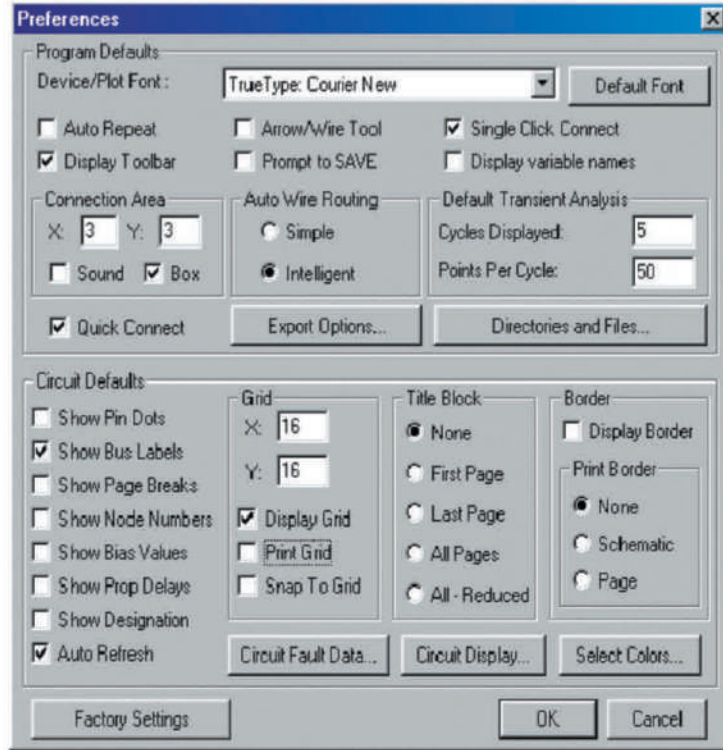 Preferences
Program Defaults
Device/Plot Font :
TrueType: Courier New
Default Font
Auto Repeat
Arrow/Wire Tool
Single Click Connect
Display Toolbar
Prompt to SAVE
Display variable names
Connection Area
X: 3 Y: 3
Sound
Box
Auto Wire Routing
Simple
Intelligent
Default Transient Analysis
Cycles Displayed: 5
Points Per Cycle: 50
Quick Connect
Export Options...
Directories and Files...
Circuit Defaults
Show Pin Dots
Show Bus Labels
Show Page Breaks
Show Node Numbers
Show Bias Values
Show Prop Delays
Show Designation
Auto Refresh
Grid
X: 16
Y: 16
Display Grid
Print Grid
Snap To Grid
Title Block
None
First Page
Last Page
All Pages
All - Reduced
Border
Display Border
Print Border
None
Schematic
Page
Circuit Fault Data...
Circuit Display...
Select Colors...
Factory Settings
OK
Cancel